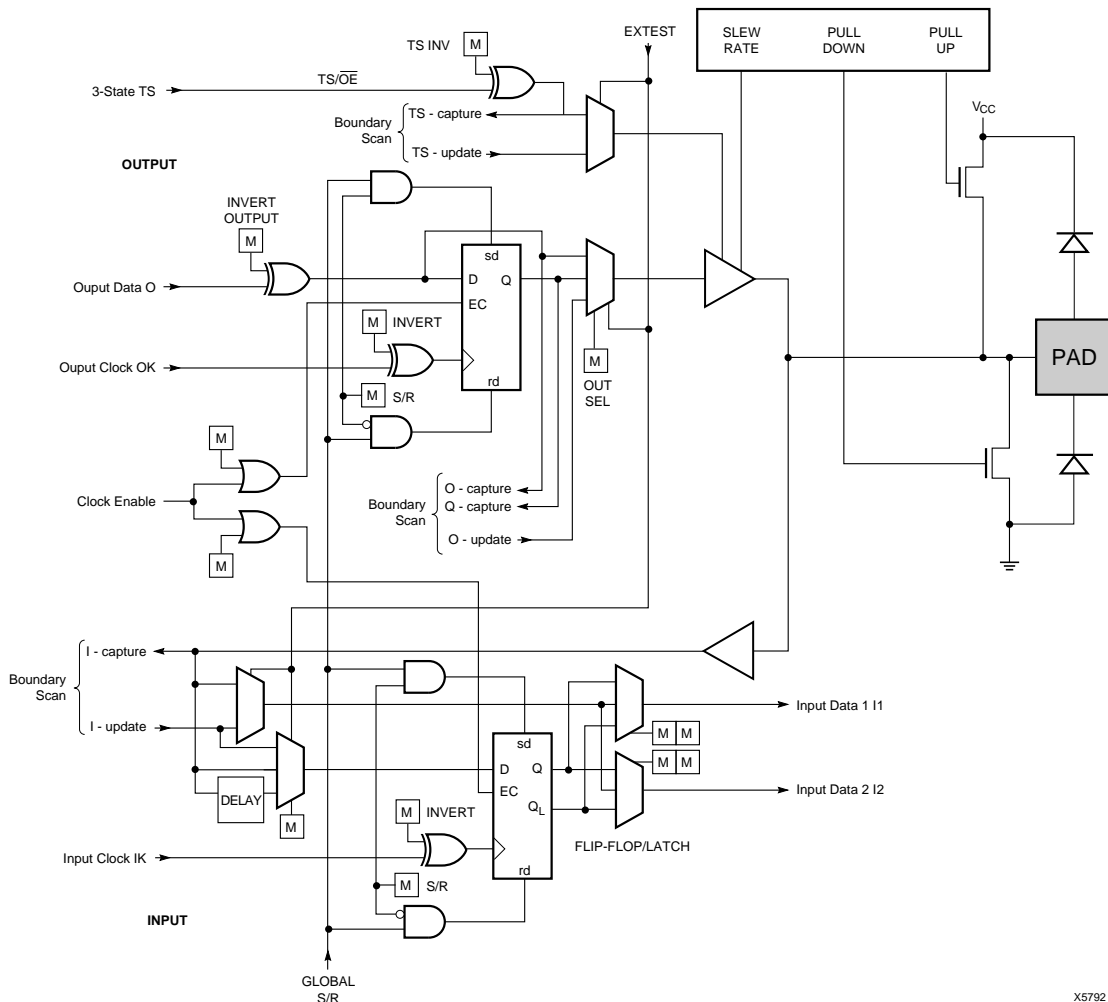 EXTEST
SLEW RATE
PULL DOWN
PULL UP
TS INV
M
TS/OE
3-State TS
TS - capture
Boundary Scan
TS - update
VCC
OUTPUT
INVERT OUTPUT
M
sd
D
Q
EC
Ouput Data O
M
INVERT
M
OUT SEL
PAD
Ouput Clock OK
rd
M
S/R
M
Clock Enable
M
O - capture
Q - capture
Boundary Scan
O - update
I - capture
Boundary Scan
I - update
Input Data 1 I1
M M
sd
D
Q
M M
EC
Input Data 2 I2
DELAY
QL
M
M
INVERT
FLIP-FLOP/LATCH
Input Clock IK
rd
M
S/R
INPUT
GLOBAL S/R
X5792